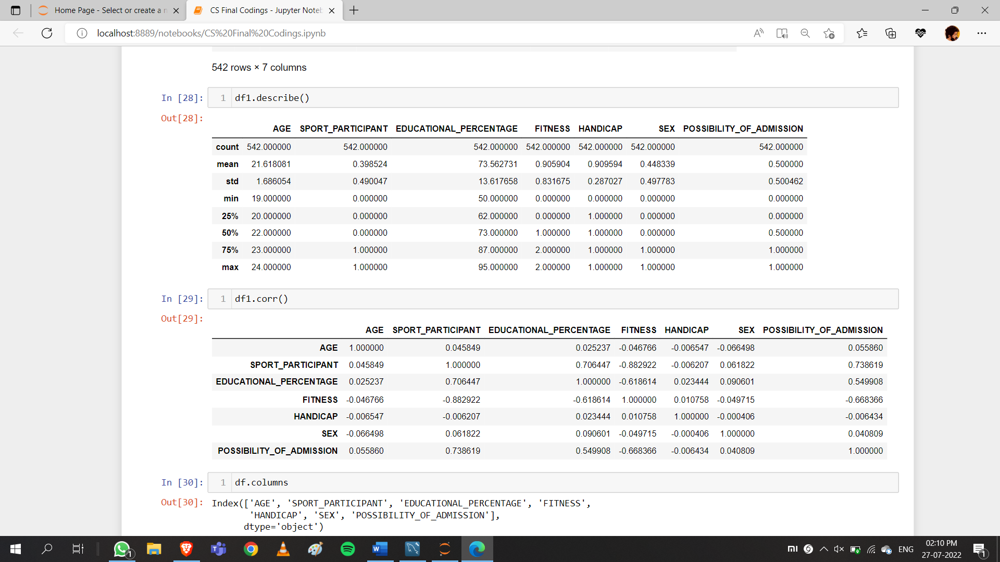 Home Page - Select or create a n
CS Final Codings - Jupyter Noteb
localhost:8889/notebooks/CS%20Final%20Codings.ipynb
542 rows × 7 columns
In [28]: 1 df1.describe()
Out[28]:
AGE SPORT_PARTICIPANT EDUCATIONAL_PERCENTAGE FITNESS HANDICAP SEX POSSIBILITY_OF_ADMISSION
count 542.000000 542.000000 542.000000 542.000000 542.000000 542.000000 542.000000
mean 21.618081 0.398524 73.562731 0.905904 0.909594 0.448339 0.500000
std 1.686054 0.490047 13.617658 0.831675 0.287027 0.497783 0.500462
min 19.000000 0.000000 50.000000 0.000000 0.000000 0.000000 0.000000
25% 20.000000 0.000000 62.000000 0.000000 1.000000 0.000000 0.000000
50% 22.000000 0.000000 73.000000 1.000000 1.000000 0.000000 0.500000
75% 23.000000 1.000000 87.000000 2.000000 1.000000 1.000000 1.000000
max 24.000000 1.000000 95.000000 2.000000 1.000000 1.000000 1.000000
In [29]: 1 df1.corr()
Out[29]:
AGE SPORT_PARTICIPANT EDUCATIONAL_PERCENTAGE FITNESS HANDICAP SEX POSSIBILITY_OF_ADMISSION
AGE 1.000000 0.045849 0.025237 -0.046766 -0.006547 -0.066498 0.055860
SPORT_PARTICIPANT 0.045849 1.000000 0.706447 -0.882922 -0.006207 0.061822 0.738619
EDUCATIONAL_PERCENTAGE 0.025237 0.706447 1.000000 -0.618614 0.023444 0.090601 0.549908
FITNESS -0.046766 -0.882922 -0.618614 1.000000 0.010758 -0.049715 -0.668366
HANDICAP -0.006547 -0.006207 0.023444 0.010758 1.000000 -0.000406 -0.006434
SEX -0.066498 0.061822 0.090601 -0.049715 -0.000406 1.000000 0.040809
POSSIBILITY_OF_ADMISSION 0.055860 0.738619 0.549908 -0.668366 -0.006434 0.040809 1.000000
In [30]: 1 df.columns
Out[30]: Index(['AGE', 'SPORT_PARTICIPANT', 'EDUCATIONAL_PERCENTAGE', 'FITNESS',
'HANDICAP', 'SEX', 'POSSIBILITY_OF_ADMISSION'],
dtype='object')
1
ENG
02:10 PM
27-07-2022
1